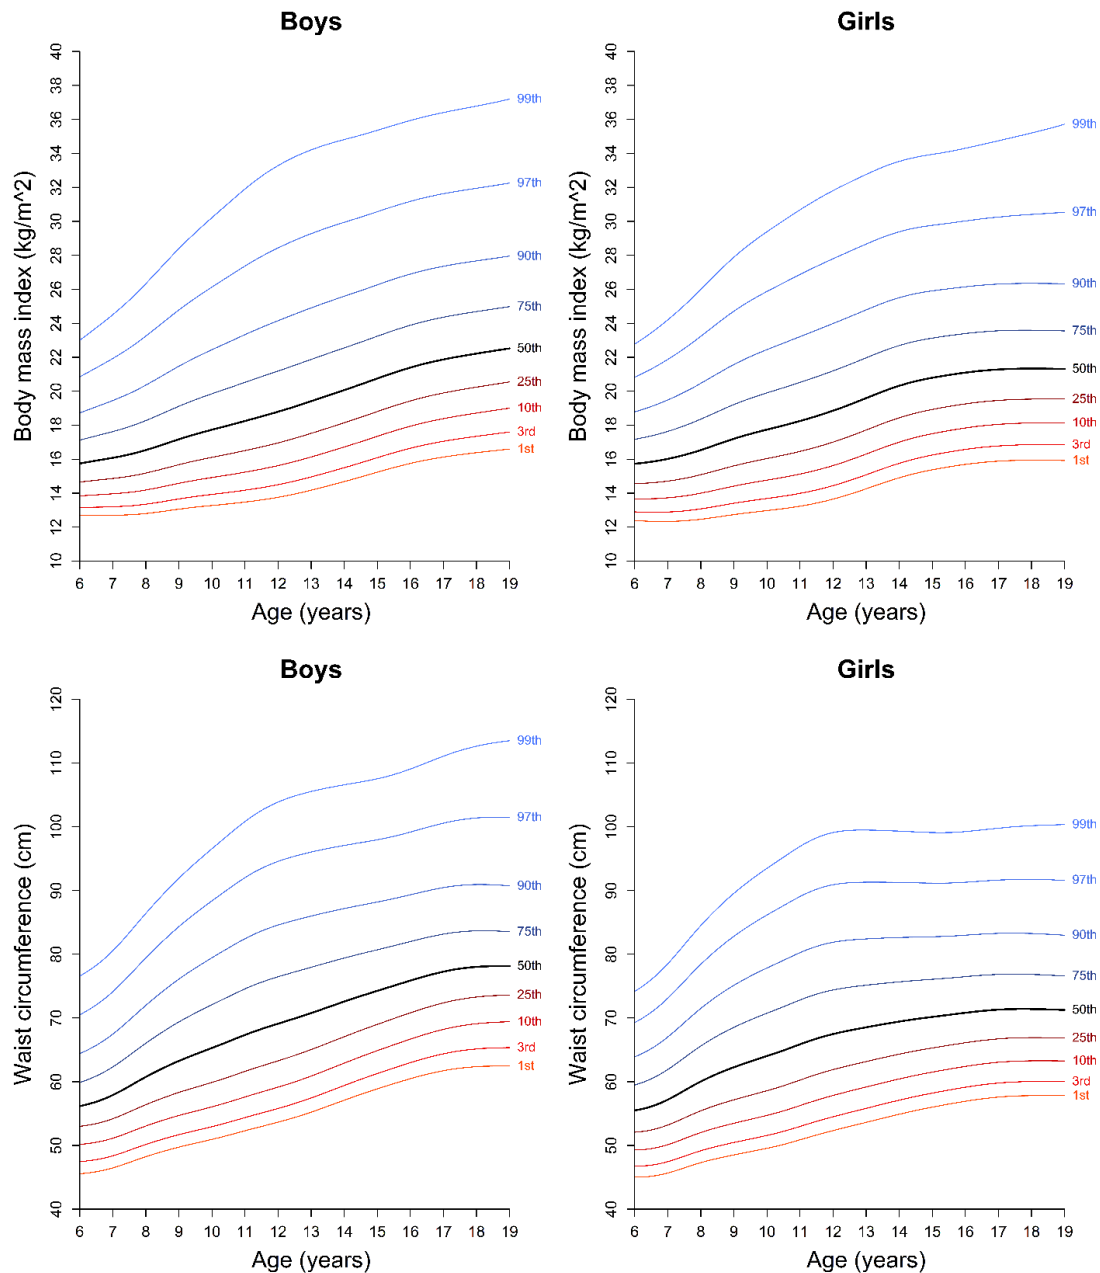 Boys
Body mass index (kg/m^2)
40
38
36
34
32
30
28
26
24
22
20
18
16
14
12
10
99th
97th
90th
75th
50th
25th
10th
3rd
1st
6 7 8 9 10 11 12 13 14 15 16 17 18 19
Age (years)
Girls
Body mass index (kg/m^2)
40
38
36
34
32
30
28
26
24
22
20
18
16
14
12
10
99th
97th
90th
75th
50th
25th
10th
3rd
1st
6 7 8 9 10 11 12 13 14 15 16 17 18 19
Age (years)
Boys
Waist circumference (cm)
120
110
100
90
80
70
60
50
40
99th
97th
90th
75th
50th
25th
10th
3rd
1st
6 7 8 9 10 11 12 13 14 15 16 17 18 19
Age (years)
Girls
Waist circumference (cm)
120
110
100
90
80
70
60
50
40
99th
97th
90th
75th
50th
25th
10th
3rd
1st
6 7 8 9 10 11 12 13 14 15 16 17 18 19
Age (years)